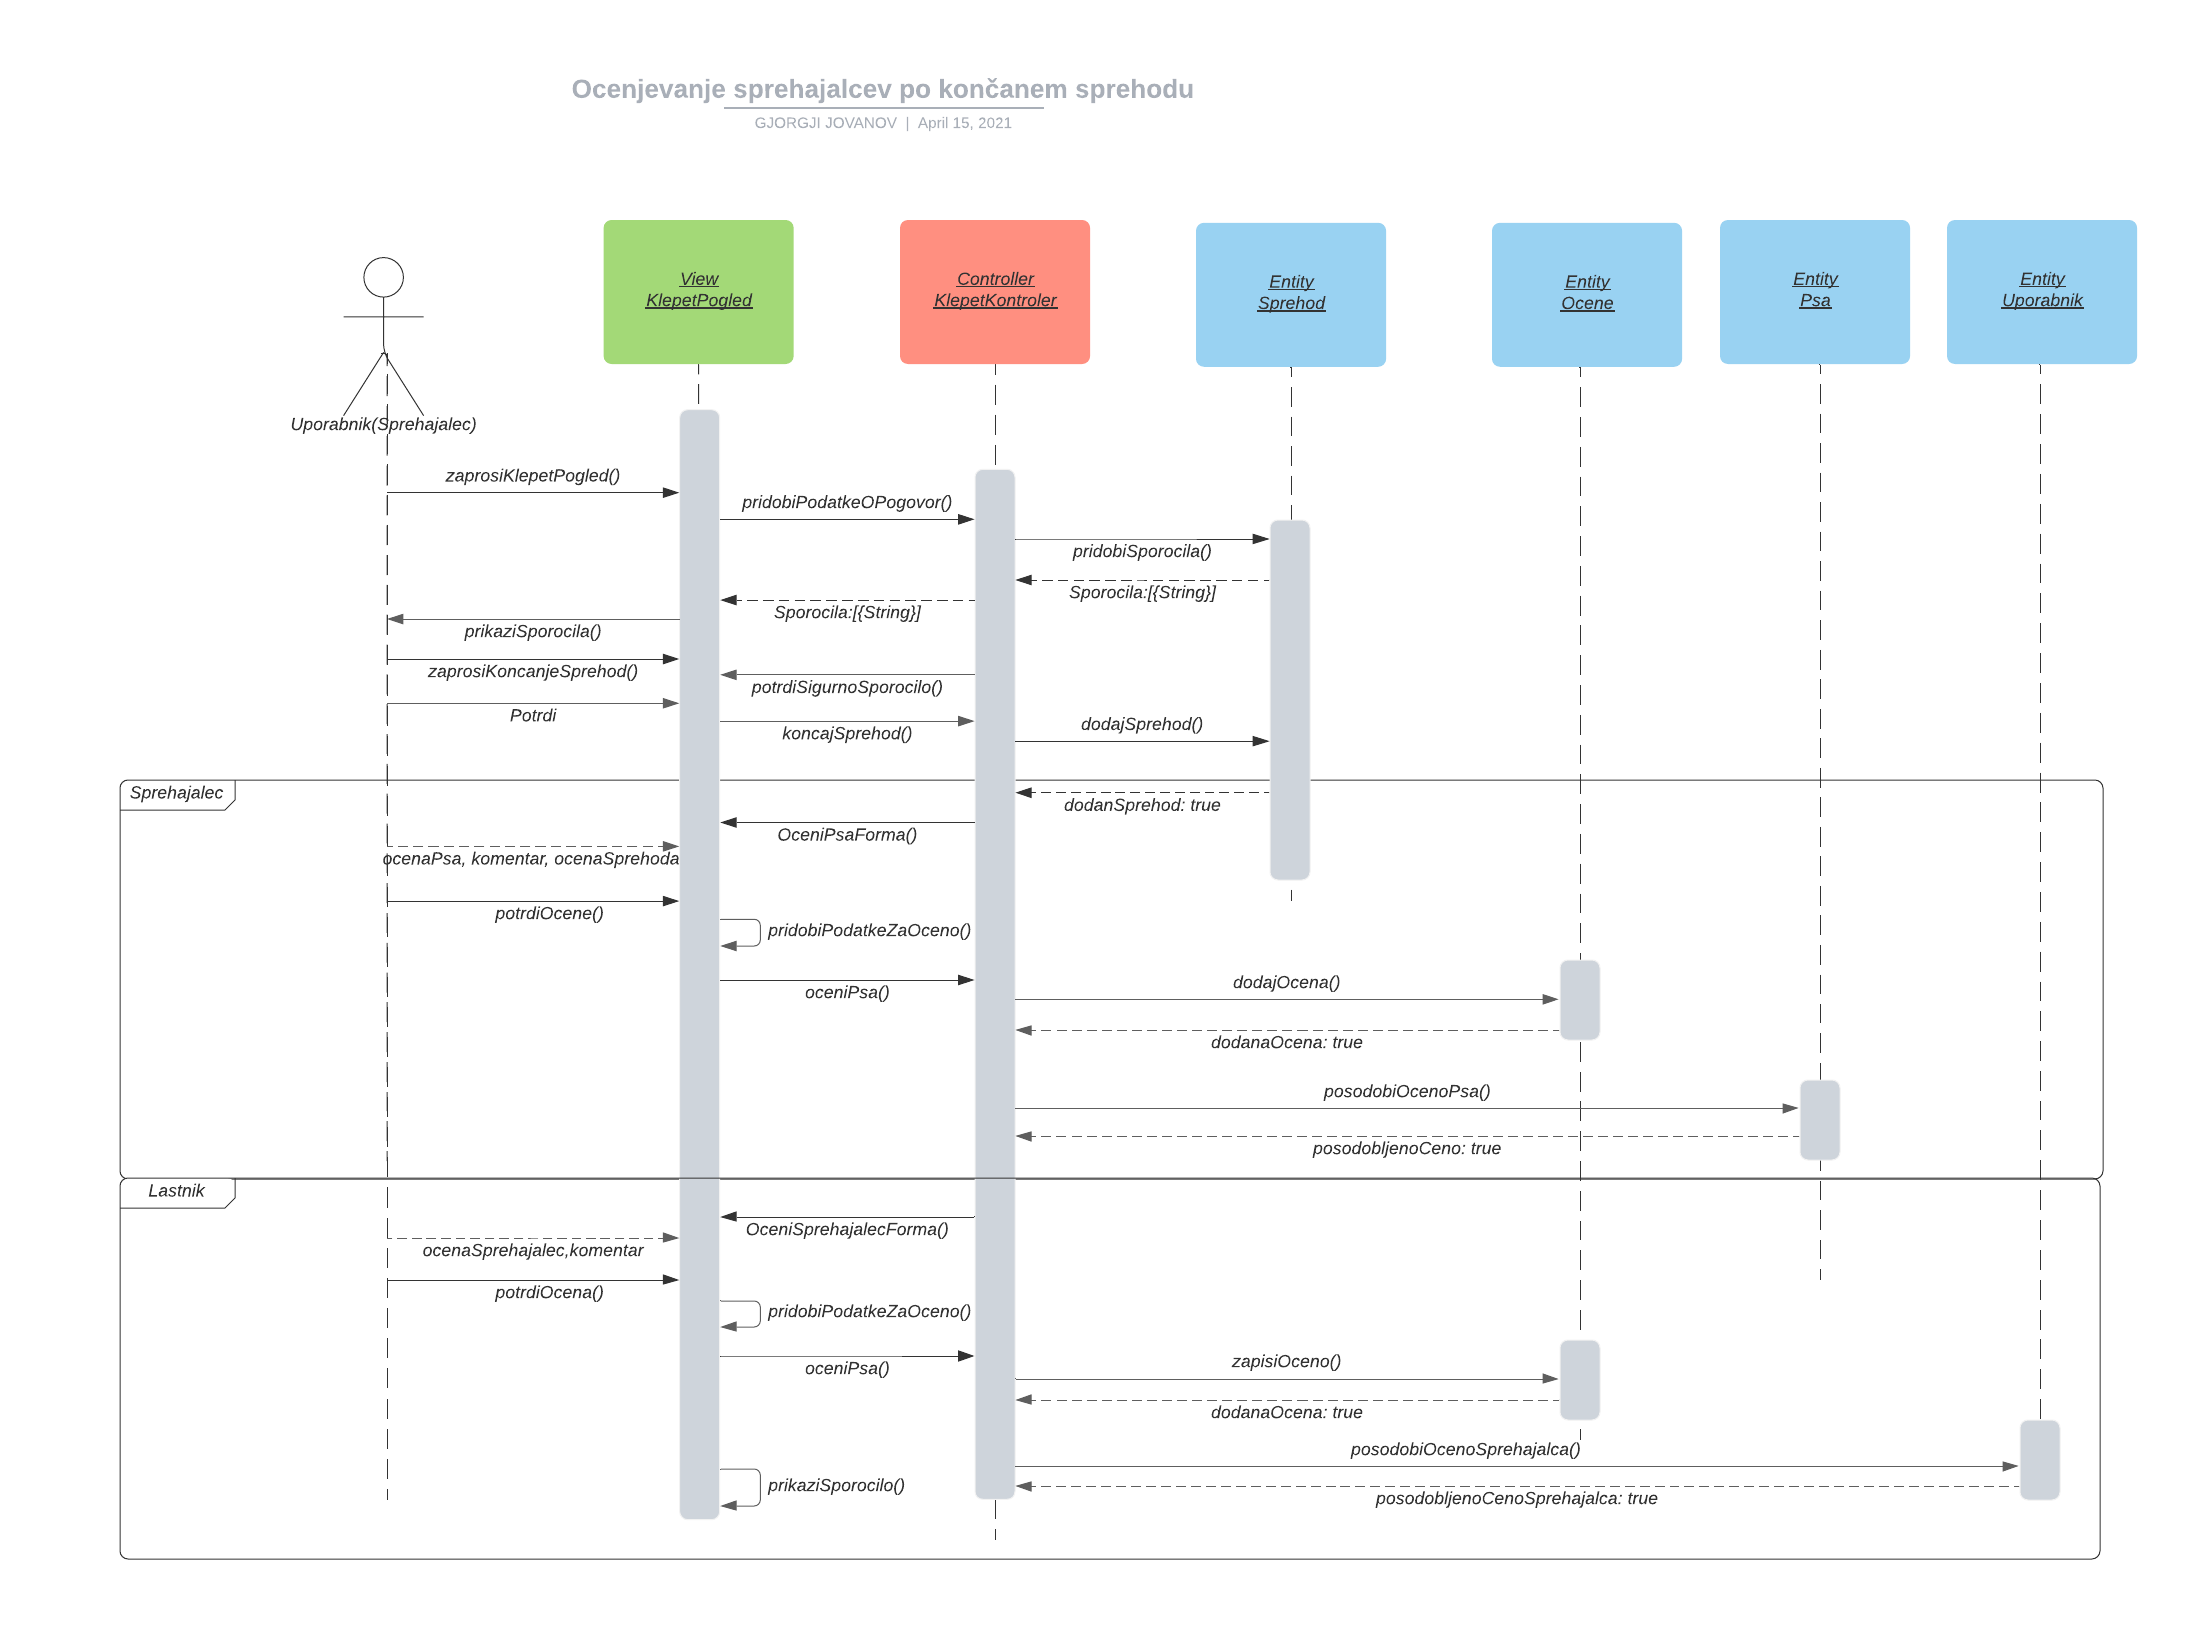 Ocenjevanje sprehajalcev po končanem sprehodu
GJORGJI JOVANOV | April 15, 2021
View
KlepetPogled
Controller
KlepetKontroler
Entity
Sprehod
Entity
Ocene
Entity
Psa
Entity
Uporabnik
Uporabnik(Sprehajalec)
zaprosiKlepetPogled()
pridobiPodatkeOPogovor()
pridobiSporocila()
Sporocila:[{String}]
Sporocila:[{String}]
prikaziSporocila()
zaprosiKoncanjeSprehod()
potrdiSigurnoSporocilo()
Potrdi
koncajSprehod()
dodajSprehod()
Sprehajalec
dodanSprehod: true
OceniPsaForma()
ocenaPsa, komentar, ocenaSprehoda
potrdiOcene()
pridobiPodatkeZaOceno()
oceniPsa()
dodajOcena()
dodanaOcena: true
posodobiOcenoPsa()
posodobljenoCeno: true
Lastnik
OceniSprehajalecForma()
ocenaSprehajalec,komentar
potrdiOcena()
pridobiPodatkeZaOceno()
oceniPsa()
zapisiOceno()
dodanaOcena: true
posodobiOcenoSprehajalca()
prikaziSporocilo()
posodobljenoCenoSprehajalca: true